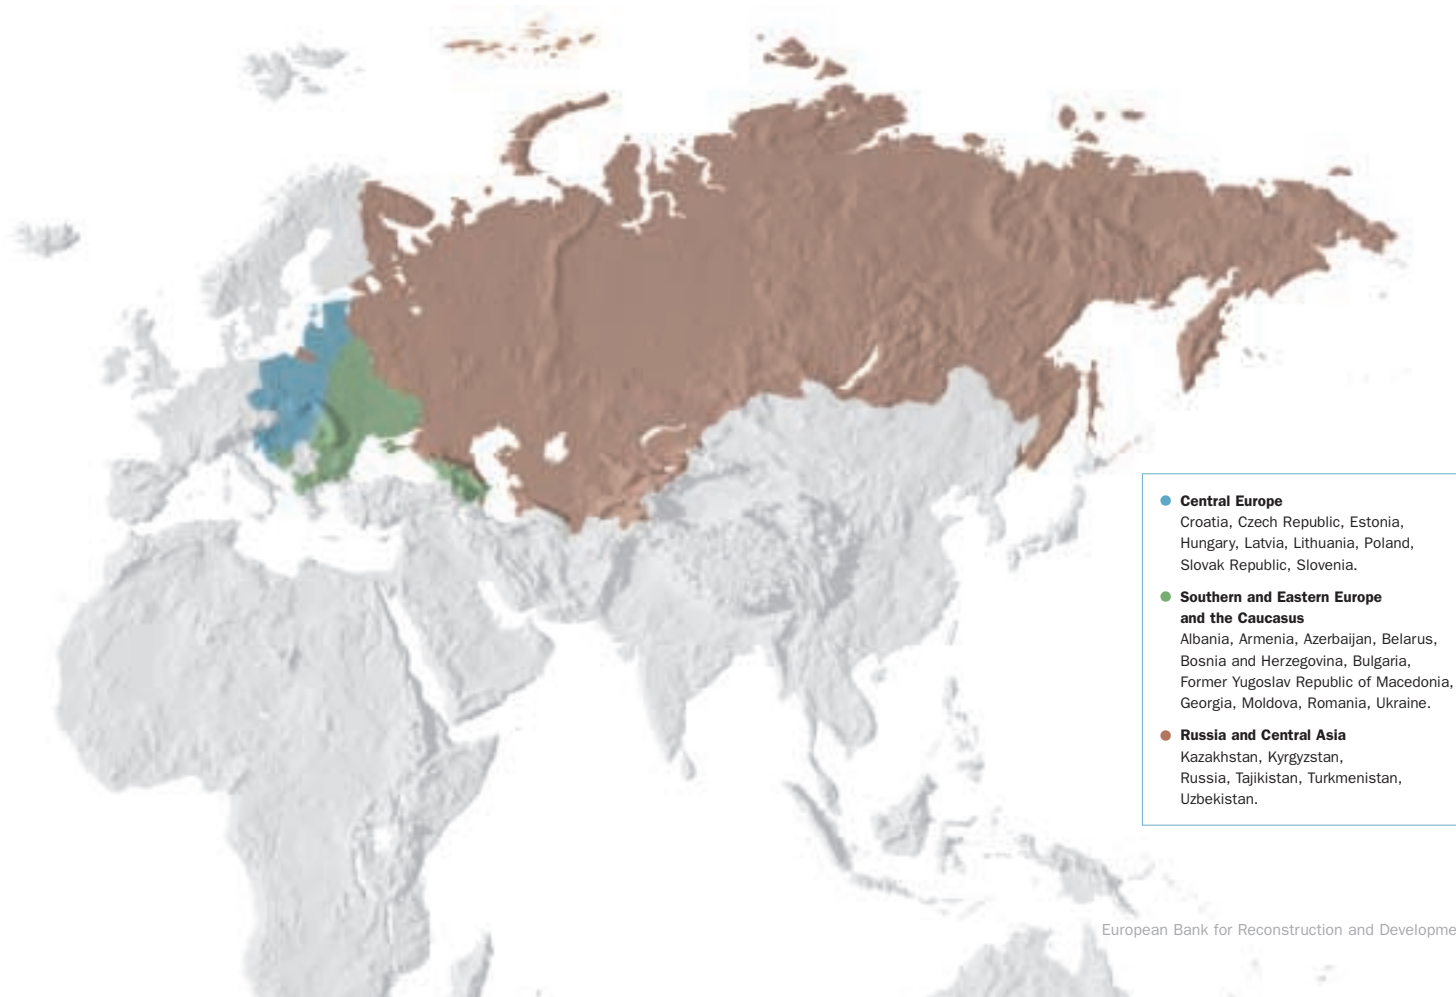 Central Europe
Croatia, Czech Republic, Estonia,
Hungary, Latvia, Lithuania, Poland,
Slovak Republic, Slovenia.
Southern and Eastern Europe
and the Caucasus
Albania, Armenia, Azerbaijan, Belarus,
Bosnia and Herzegovina, Bulgaria,
Former Yugoslav Republic of Macedonia,
Georgia, Moldova, Romania, Ukraine.
Russia and Central Asia
Kazakhstan, Kyrgyzstan,
Russia, Tajikistan, Turkmenistan,
Uzbekistan.
European Bank for Reconstruction and Developme